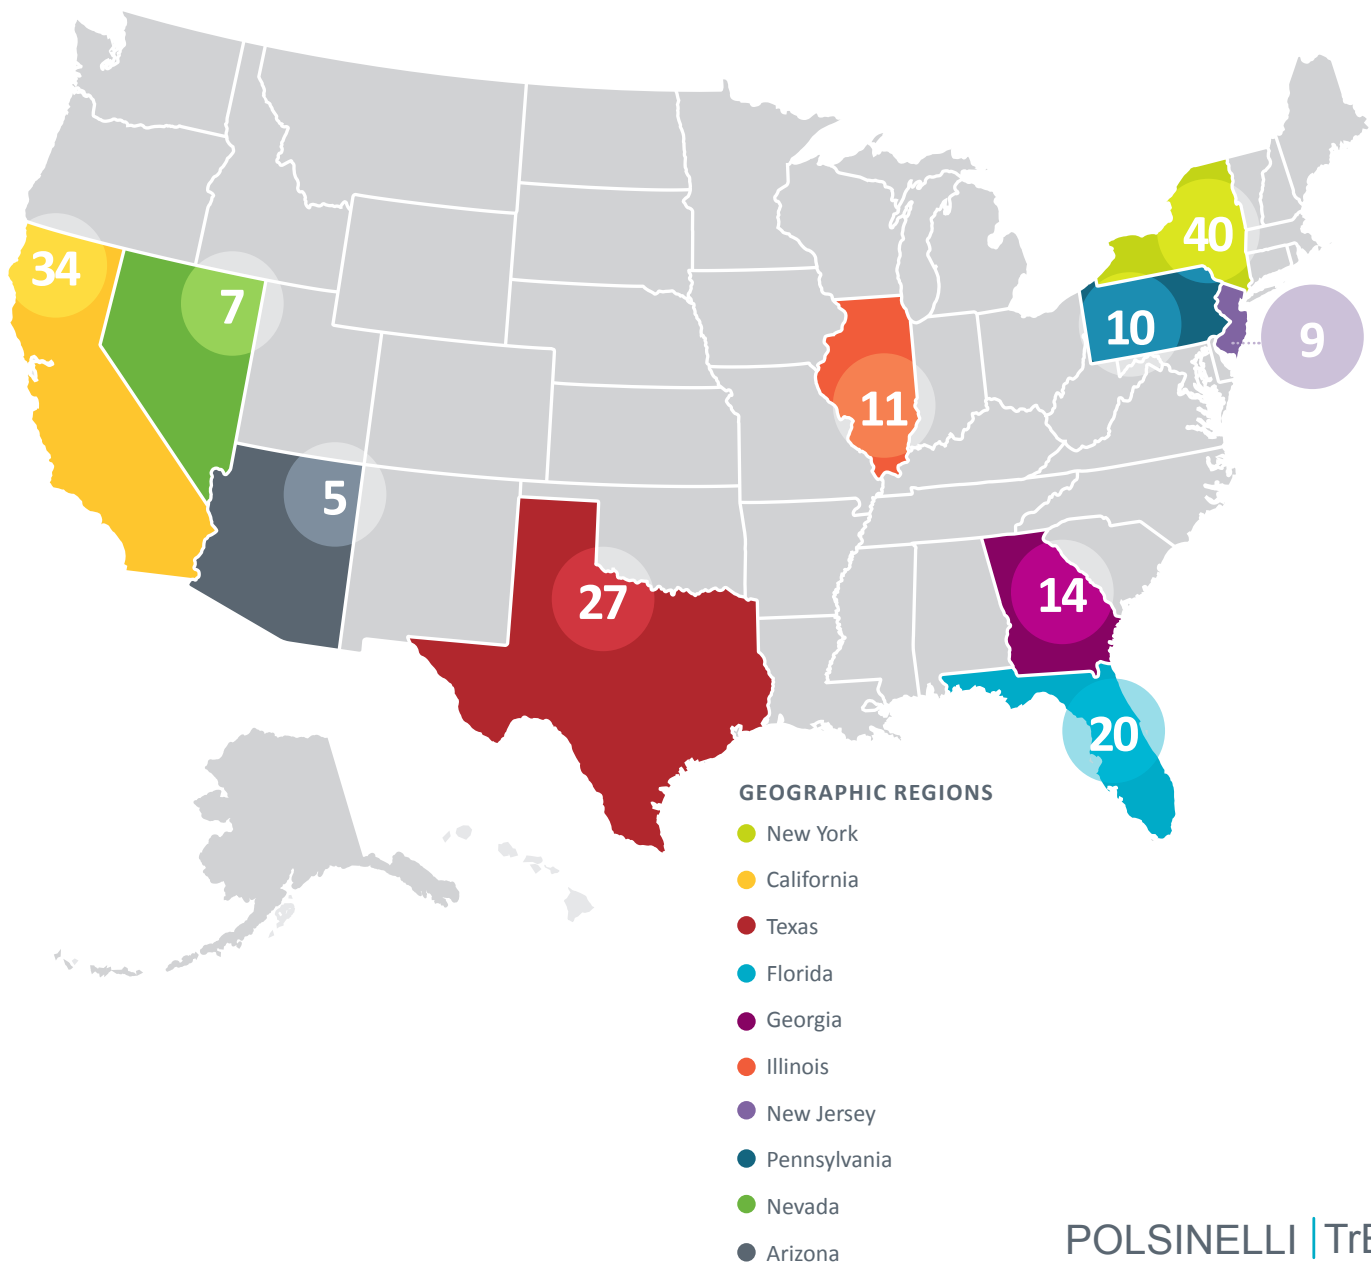 40
34
7
10
9
11
5
27
14
20
GEOGRAPHIC REGIONS
New York
California
Texas
Florida
Georgia
Illinois
New Jersey
Pennsylvania
Nevada
Arizona
POLSINELLI | TrE